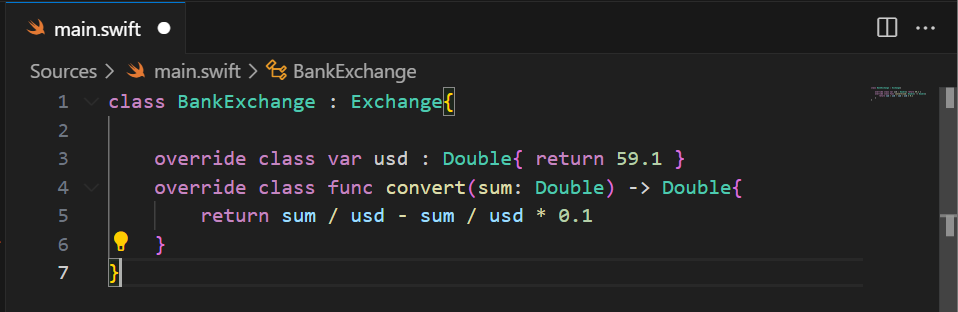 main.swift
Sources > main.swift > BankExchange
1 class BankExchange : Exchange{
2
3 override class var usd : Double{ return 59.1 }
4 override class func convert(sum: Double) -> Double{
5 return sum / usd - sum / usd * 0.1
6 }
7 }